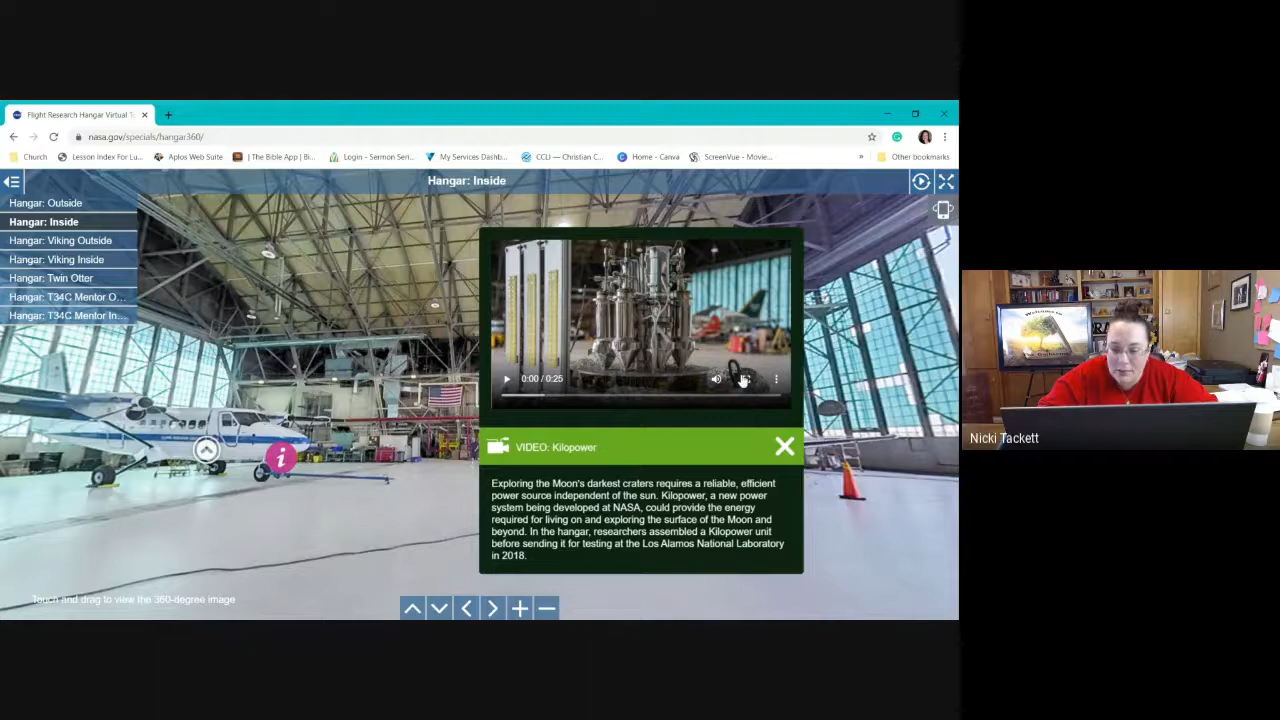 Flight Research Hangar Virtual T
nasa.gov/specials/hangar360/
Church
Lesson Index For Lu...
Aplos Web Suite
| The Bible App | Bi...
Login - Sermon Seri...
My Services Dashb...
CCLI — Christian C...
Home - Canva
ScreenVue - Movie...
»
Other bookmarks
Hangar: Inside
Hangar: Outside
Hangar: Inside
Hangar: Viking Outside
Hangar: Viking Inside
Hangar: Twin Otter
Hangar: T34C Mentor O...
Hangar: T34C Mentor In...
0:00 / 0:25
VIDEO: Kilopower
Exploring the Moon's darkest craters requires a reliable, efficient
power source independent of the sun. Kilopower, a new power
system being developed at NASA, could provide the energy
required for living on and exploring the surface of the Moon and
beyond. In the hangar, researchers assembled a Kilopower unit
before sending it for testing at the Los Alamos National Laboratory
in 2018.
i
Touch and drag to view the 360-degree image
Welcome to
Nicki Tackett